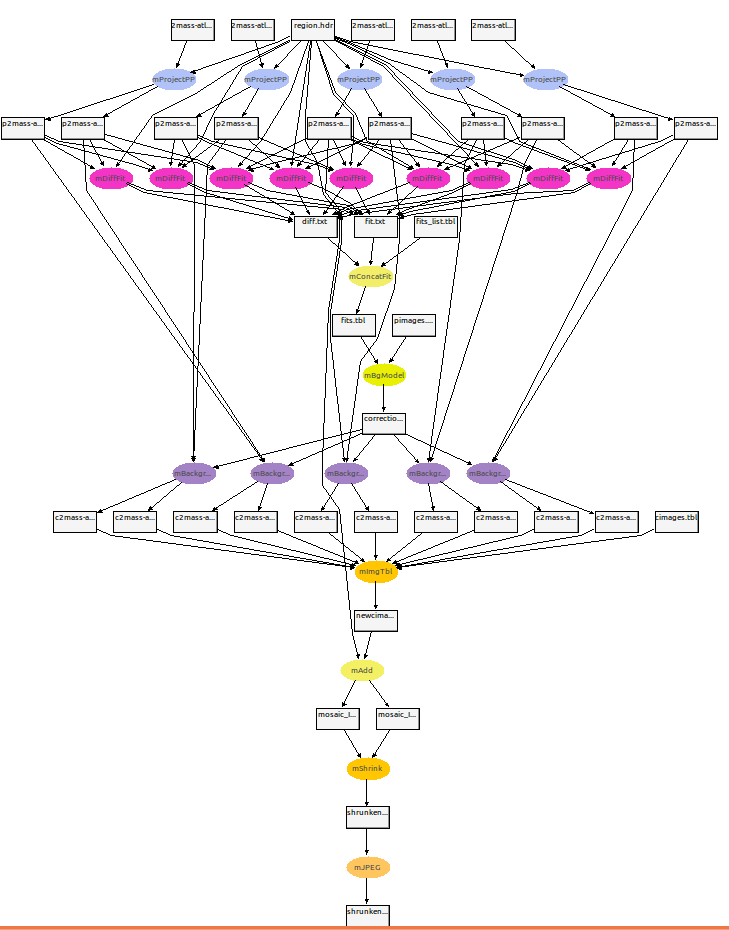 2mass-atl...
2mass-atl...
region.hdr
2mass-atl...
2mass-atl...
2mass-atl...
mProjectPP
mProjectPP
mProjectPP
mProjectPP
mProjectPP
p2mass-a...
p2mass-a...
p2mass-a...
p2mass-a...
p2mass-a...
p2mass-a...
p2mass-a...
p2mass-a...
p2mass-a...
p2mass-a...
mDiffFit
mDiffFit
mDiffFit
mDiffFit
mDiffFit
mDiffFit
mDiffFit
mDiffFit
mDiffFit
diff.txt
fit.txt
fits_list.tbl
mConcatFit
fits.tbl
pimages....
mBgModel
correctio...
mBackgr...
mBackgr...
mBackgr...
mBackgr...
mBackgr...
c2mass-a...
c2mass-a...
c2mass-a...
c2mass-a...
c2mass-a...
c2mass-a...
c2mass-a...
c2mass-a...
c2mass-a...
c2mass-a...
cimages.tbl
mImgTbl
newcima...
mAdd
mosaic_I...
mosaic_I...
mShrink
shrunken...
mJPEG
shrunken...